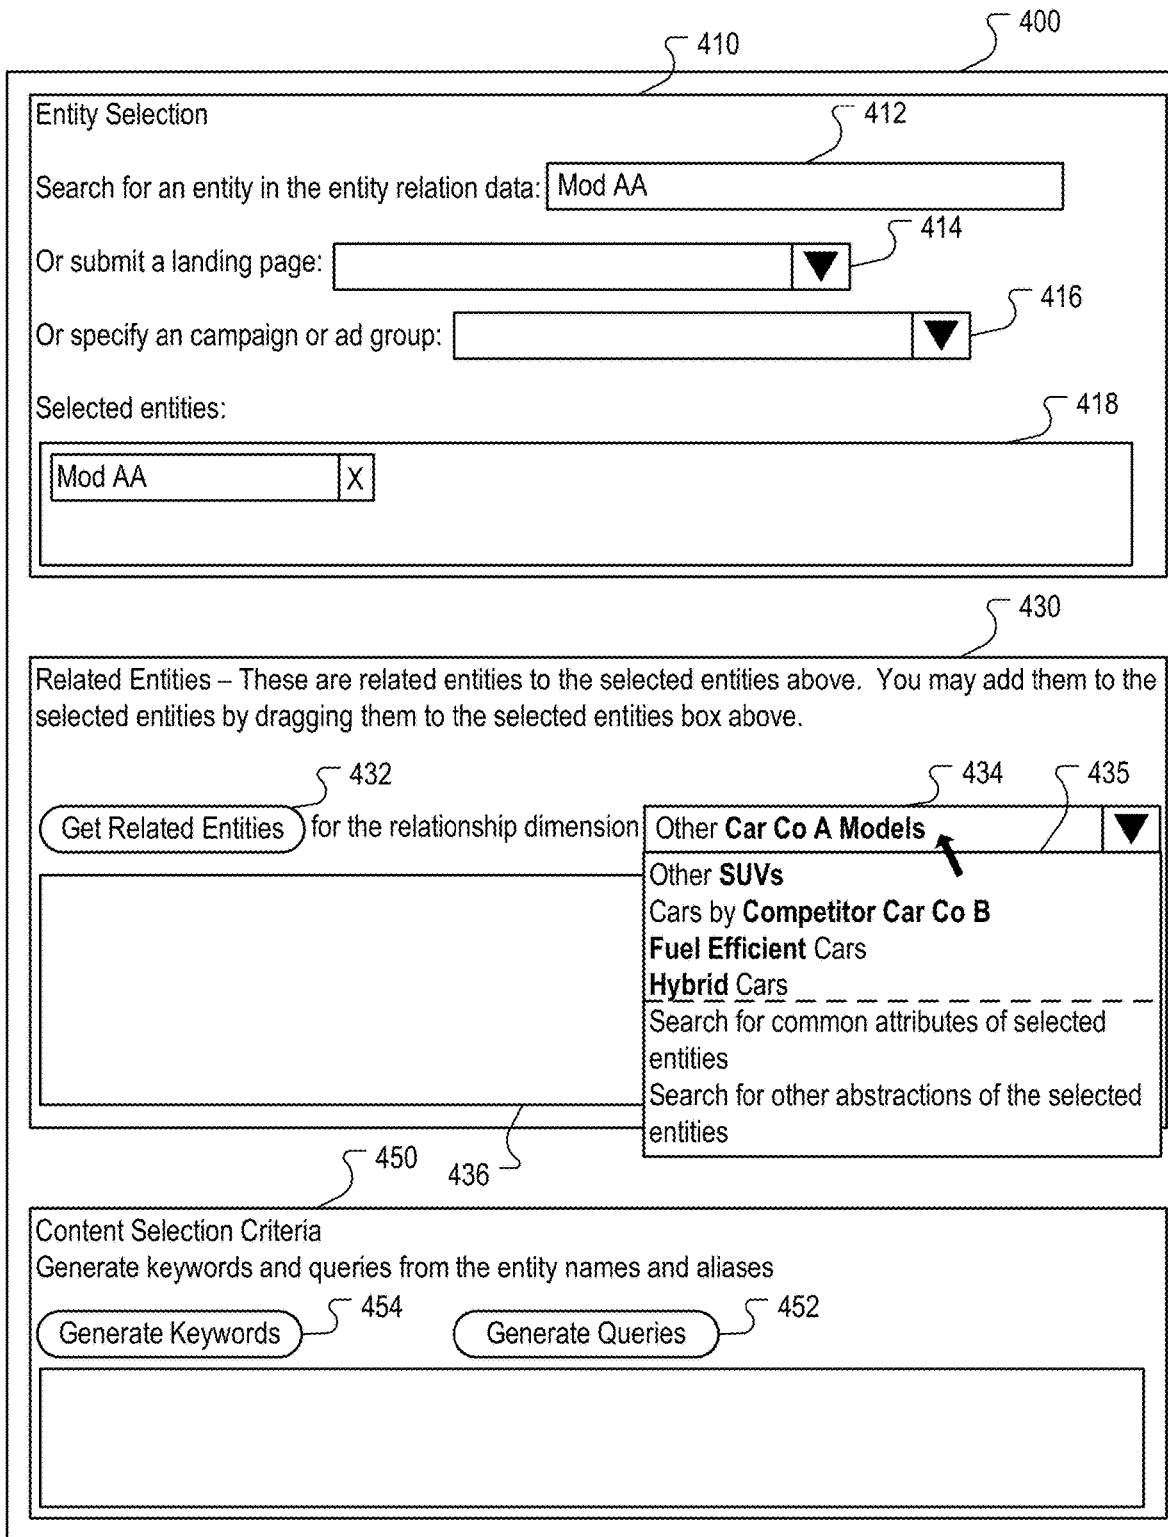 400
410
Entity Selection
412
Search for an entity in the entity relation data: Mod AA
414
Or submit a landing page:
416
Or specify an campaign or ad group:
Selected entities:
418
Mod AA X
430
Related Entities – These are related entities to the selected entities above. You may add them to the
selected entities by dragging them to the selected entities box above.
432
434
435
Get Related Entities for the relationship dimension Other Car Co A Models
Other SUVs
Cars by Competitor Car Co B
Fuel Efficient Cars
Hybrid Cars
Search for common attributes of selected
entities
Search for other abstractions of the selected
entities
436
450
Content Selection Criteria
Generate keywords and queries from the entity names and aliases
454
452
Generate Keywords
Generate Queries